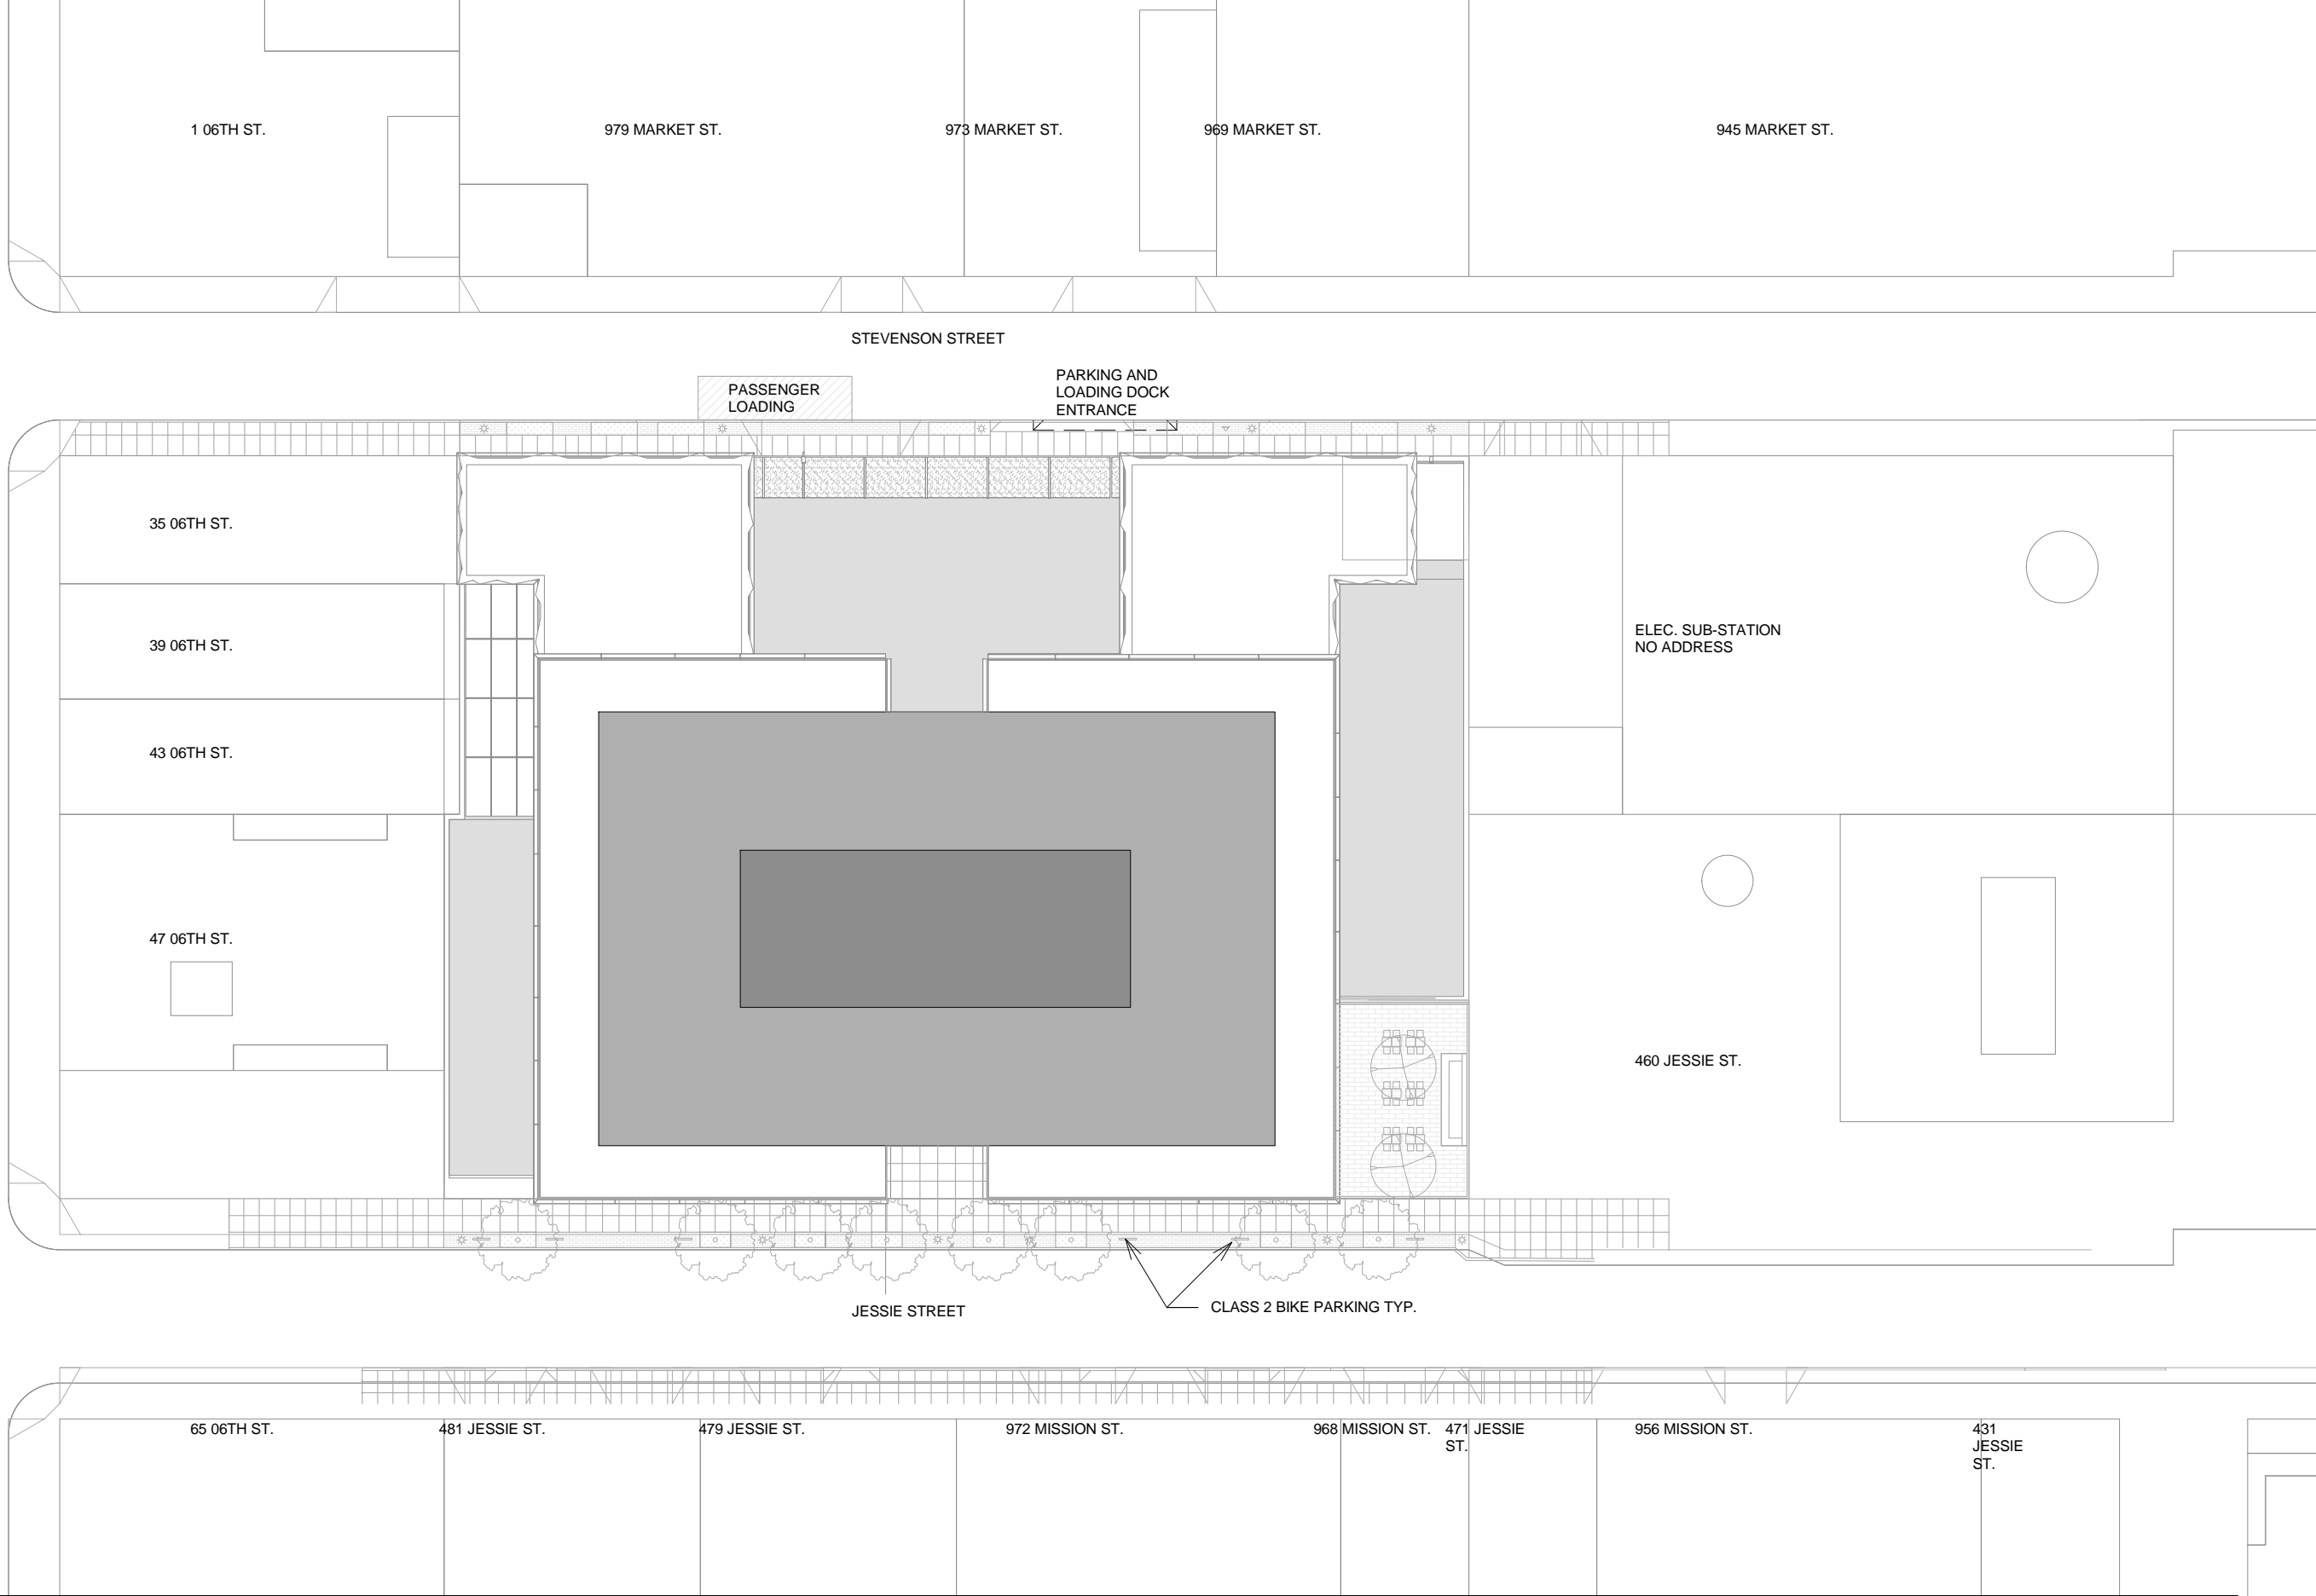 1 06TH ST.
979 MARKET ST.
973 MARKET ST.
969 MARKET ST.
945 MARKET ST.
STEVENSON STREET
PASSENGER
LOADING
PARKING AND
LOADING DOCK
ENTRANCE
35 06TH ST.
39 06TH ST.
ELEC. SUB-STATION
NO ADDRESS
43 06TH ST.
47 06TH ST.
460 JESSIE ST.
JESSIE STREET
CLASS 2 BIKE PARKING TYP.
65 06TH ST.
481 JESSIE ST.
479 JESSIE ST.
972 MISSION ST.
968 MISSION ST.
471 JESSIE
ST.
956 MISSION ST.
431
JESSIE
ST.